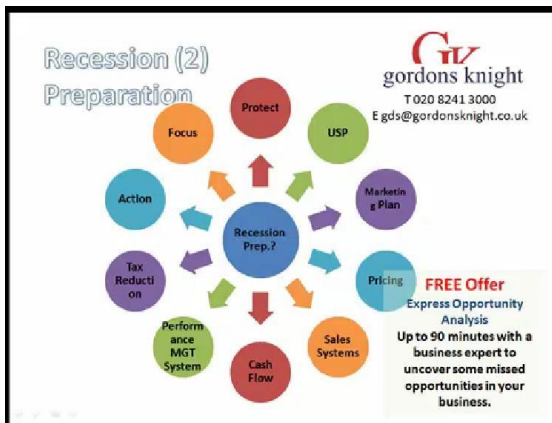 Recession (2)
Preparation
GK
gordons knight
T 020 8241 3000
E gds@gordonsknight.co.uk
Protect
USP
Marketin
g Plan
Pricing
Sales
Systems
Cash
Flow
Perform
ance
MGT
System
Tax
Reducti
on
Action
Focus
Recession
Prep.?
FREE Offer
Express Opportunity
Analysis
Up to 90 minutes with a
business expert to
uncover some missed
opportunities in your
business.